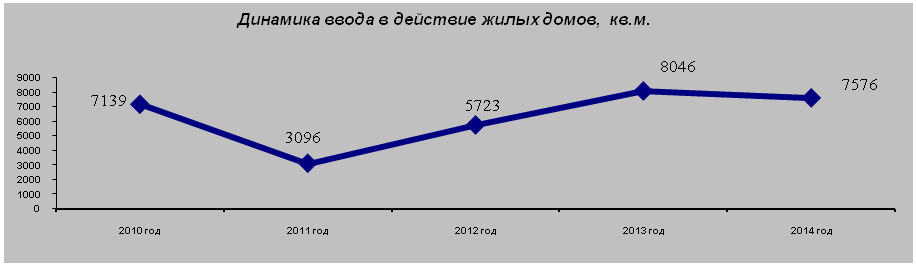 Динамика ввода в действие жилых домов, кв.м.
9000
8000
7000
6000
5000
4000
3000
2000
1000
0
7139
3096
5723
8046
7576
2010 год
2011 год
2012 год
2013 год
2014 год